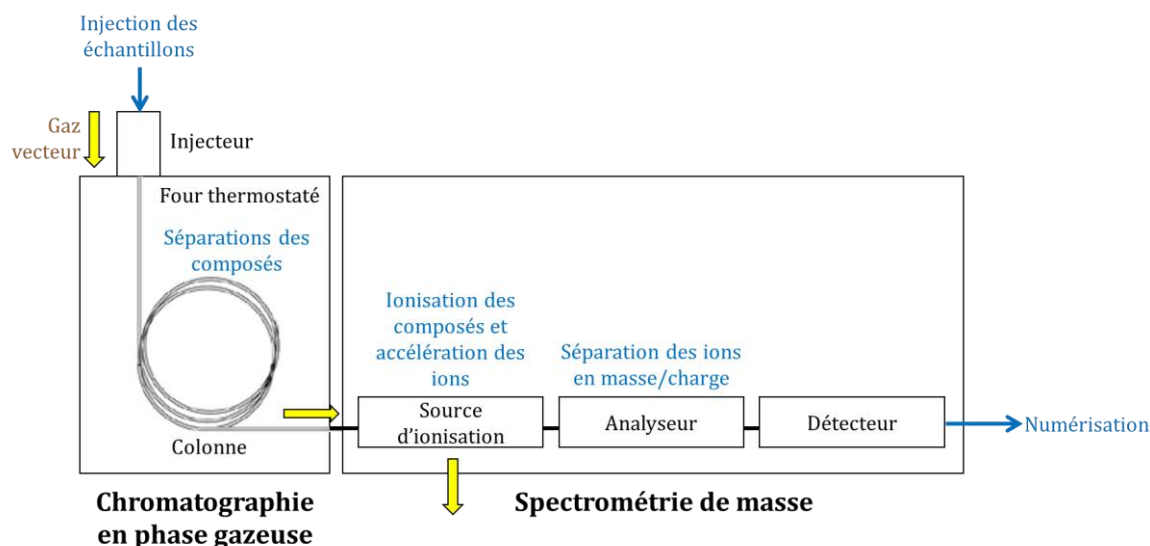 Injection des
échantillons
Gaz
vecteur
Injecteur
Four thermostaté
Séparations des
composés
Colonne
Ionisation des
composés et
accélération des
ions
Séparation des ions
en masse/charge
Source
d'ionisation
Analyseur
Détecteur
Numérisation
Chromatographie
en phase gazeuse
Spectrométrie de masse